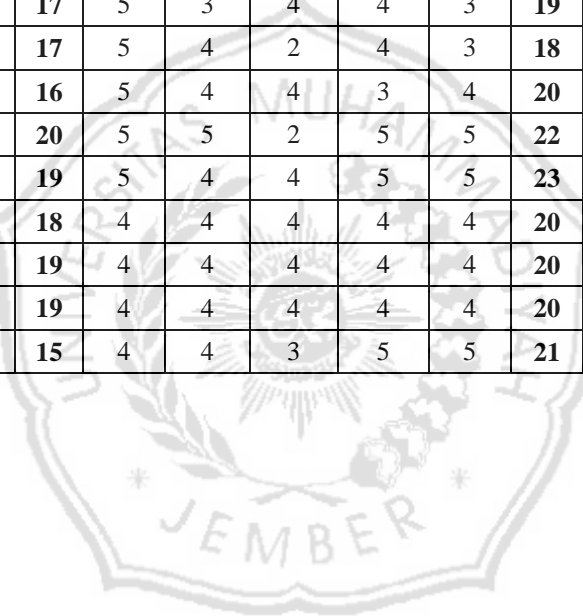 17 5 3 4 4 3 19
17 5 4 2 4 3 18
16 5 4 4 3 4 20
20 5 5 2 5 5 22
19 5 4 4 5 5 23
18 4 4 4 4 4 20
19 4 4 4 4 4 20
19 4 4 4 4 4 20
15 4 4 3 5 5 21
UNIVERSITAS MUHAMMADIYAH
JEMBER